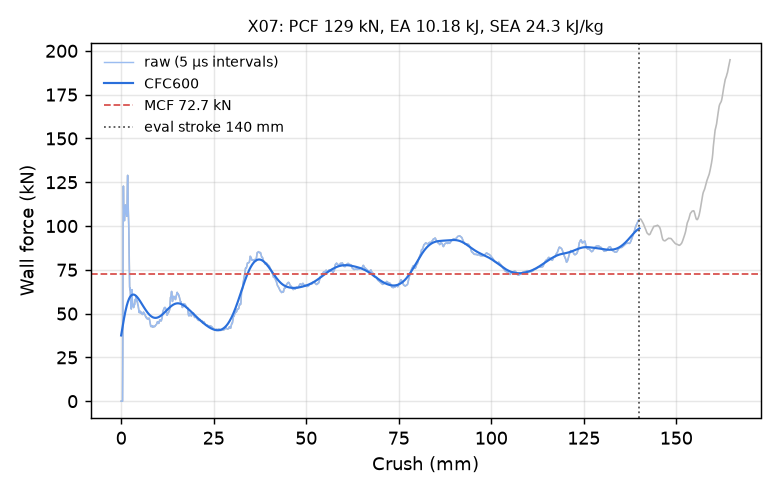 X07: PCF 129 kN, EA 10.18 kJ, SEA 24.3 kJ/kg
raw (5 µs intervals)
CFC600
MCF 72.7 kN
eval stroke 140 mm
Wall force (kN)
200
175
150
125
100
75
50
25
0
0 25 50 75 100 125 150
Crush (mm)